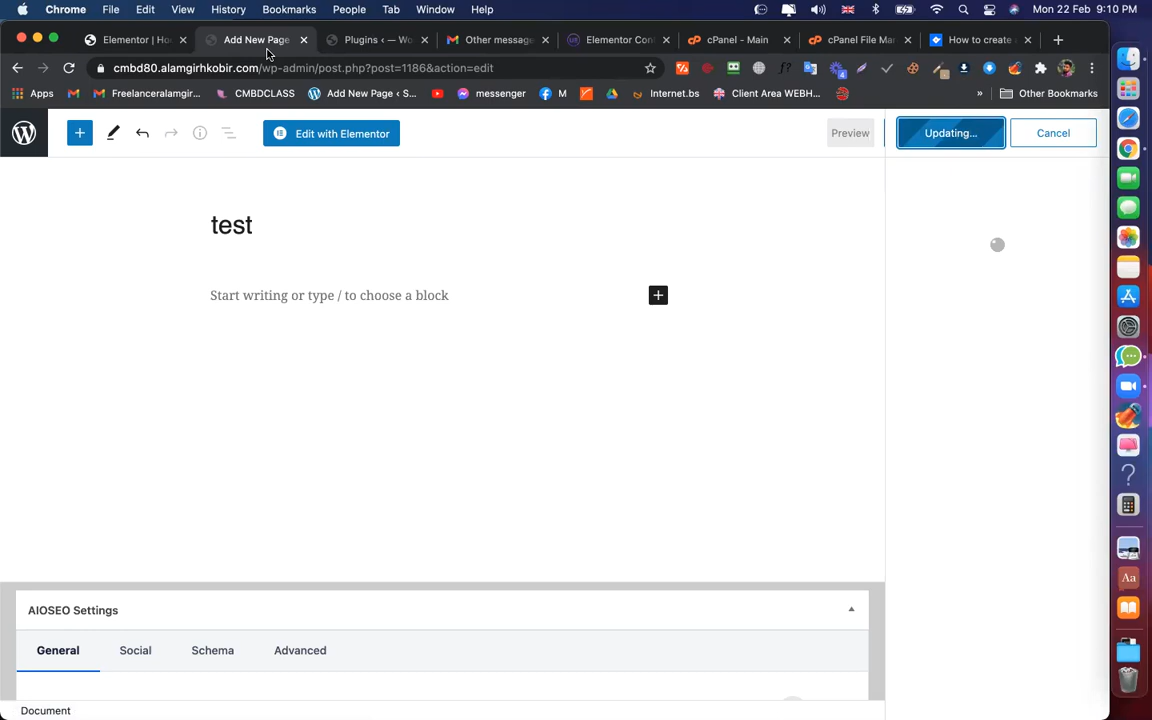 Chrome File Edit View History Bookmarks People Tab Window Help Mon 22 Feb 9:10 PM
Elementor | Ho Add New Page Plugins ‹ — Wo Other message Elementor Con cPanel - Main cPanel File Ma How to create
cmbd80.alamgirhkobir.com/wp-admin/post.php?post=1186&action=edit
Apps Freelanceralamgir... CMBDCLASS Add New Page ‹ S... messenger M Internet.bs Client Area WEBH... » Other Bookmarks
+ Edit with Elementor Preview Updating... Cancel
test
Start writing or type / to choose a block
AIOSEO Settings
General Social Schema Advanced
Document